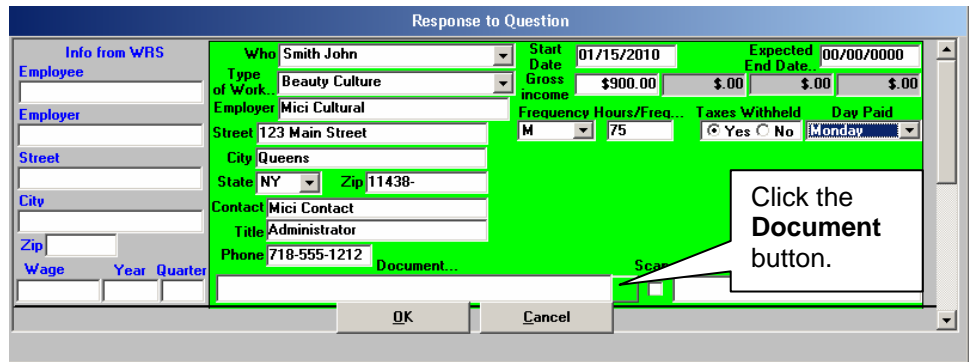 Response to Question
Info from WRS
Employee
Employer
Street
City
Zip
Wage Year Quarter
Who Smith John
Type of Work.. Beauty Culture
Employer Mici Cultural
Street 123 Main Street
City Queens
State NY Zip 11438-
Contact Mici Contact
Title Administrator
Phone 718-555-1212
Start Date 01/15/2010
Expected End Date.. 00/00/0000
Gross income $900.00 $.00 $.00 $.00
Frequency Hours/Freq... Taxes Withheld Day Paid
M 75 Yes No Monday
Document...
Click the
Document
button.
OK Cancel